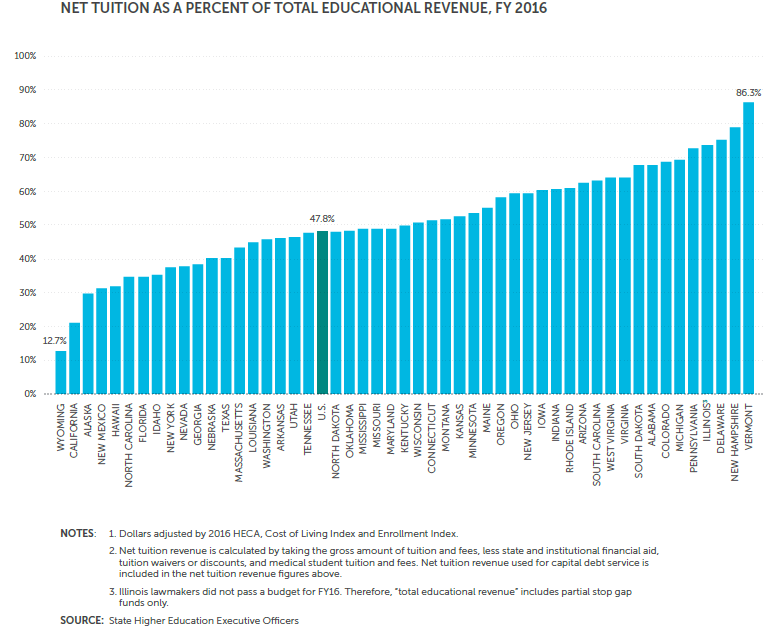 NET TUITION AS A PERCENT OF TOTAL EDUCATIONAL REVENUE, FY 2016
100%
90%
86.3%
80%
70%
60%
50%
47.8%
40%
30%
20%
12.7%
10%
0%
WYOMING
CALIFORNIA
ALASKA
NEW MEXCO
HAWAII
NORTH CAROLINA
FLORIDA
IDAHO
NEW YORK
NEVADA
GEORGIA
NEBRASKA
TEXAS
MASSACHUSETTS
LOUISIANA
WASHINGTON
ARKANSAS
UTAH
TENNESSEE
U.S.
NORTH DAKOTA
OKLAHOMA
MISSISSIPPI
MISSOURI
MARYLAND
KENTUCKY
WISCONSIN
CONNECTICUT
MONTANA
KANSAS
MINNESOTA
MAINE
OREGON
OHIO
NEW JERSEY
IOWA
INDIANA
RHODE ISLAND
ARIZONA
SOUTH CAROLINA
WEST VIRGINIA
VIRGINIA
SOUTH DAKOTA
ALABAMA
COLORADO
MICHIGAN
PENNSYLVANIA
ILLINOIS³
DELAWARE
NEW HAMPSHIRE
VERMONT
NOTES: 1. Dollars adjusted by 2016 HECA, Cost of Living Index and Enrollment Index.
2. Net tuition revenue is calculated by taking the gross amount of tuition and fees, less state and institutional financial aid,
tuition waivers or discounts, and medical student tuition and fees. Net tuition revenue used for capital debt service is
included in the net tuition revenue figures above.
3. Illinois lawmakers did not pass a budget for FY16. Therefore, "total educational revenue" includes partial stop gap
funds only.
SOURCE: State Higher Education Executive Officers